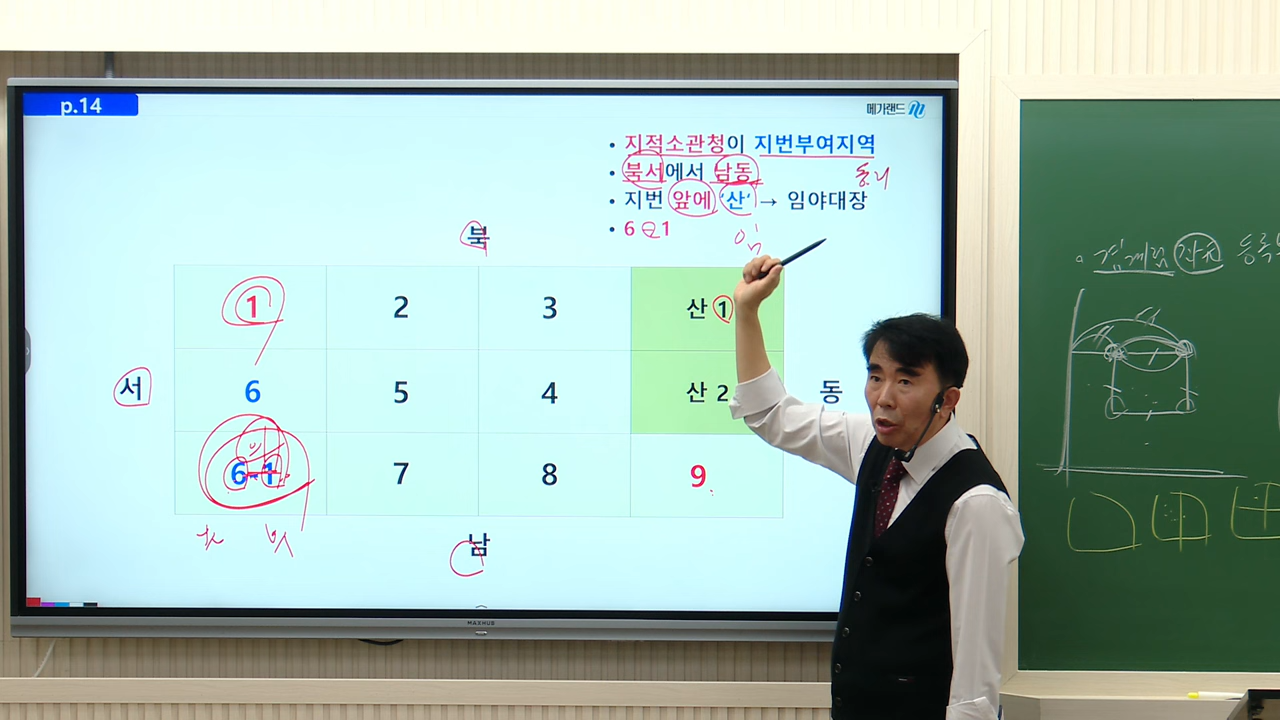 p.14
메가랜드
• 지적소관청이 지번부여지역
• 북서에서 남동
• 지번 앞에 '산' → 임야대장
• 6-1
북
1 2 3 산 1
서 6 5 4 산 2 동
6-1 7 8 9
남
MAXHUB